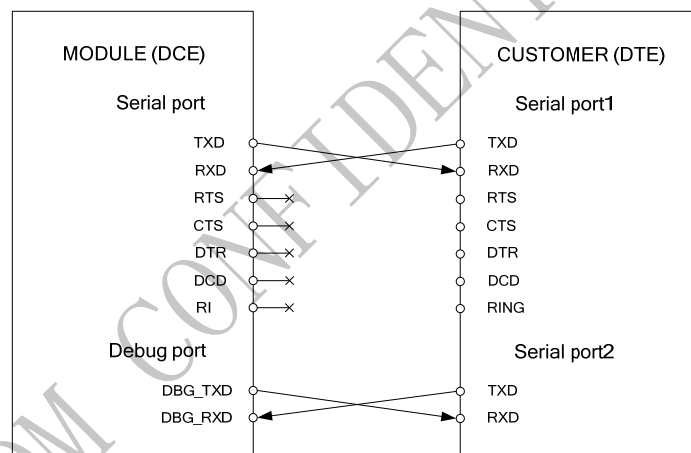 MODULE (DCE)
CUSTOMER (DTE)
Serial port
Serial port1
TXD
TXD
RXD
RXD
RTS
RTS
CTS
CTS
DTR
DTR
DCD
DCD
RI
RING
Debug port
Serial port2
DBG_TXD
TXD
DBG_RXD
RXD